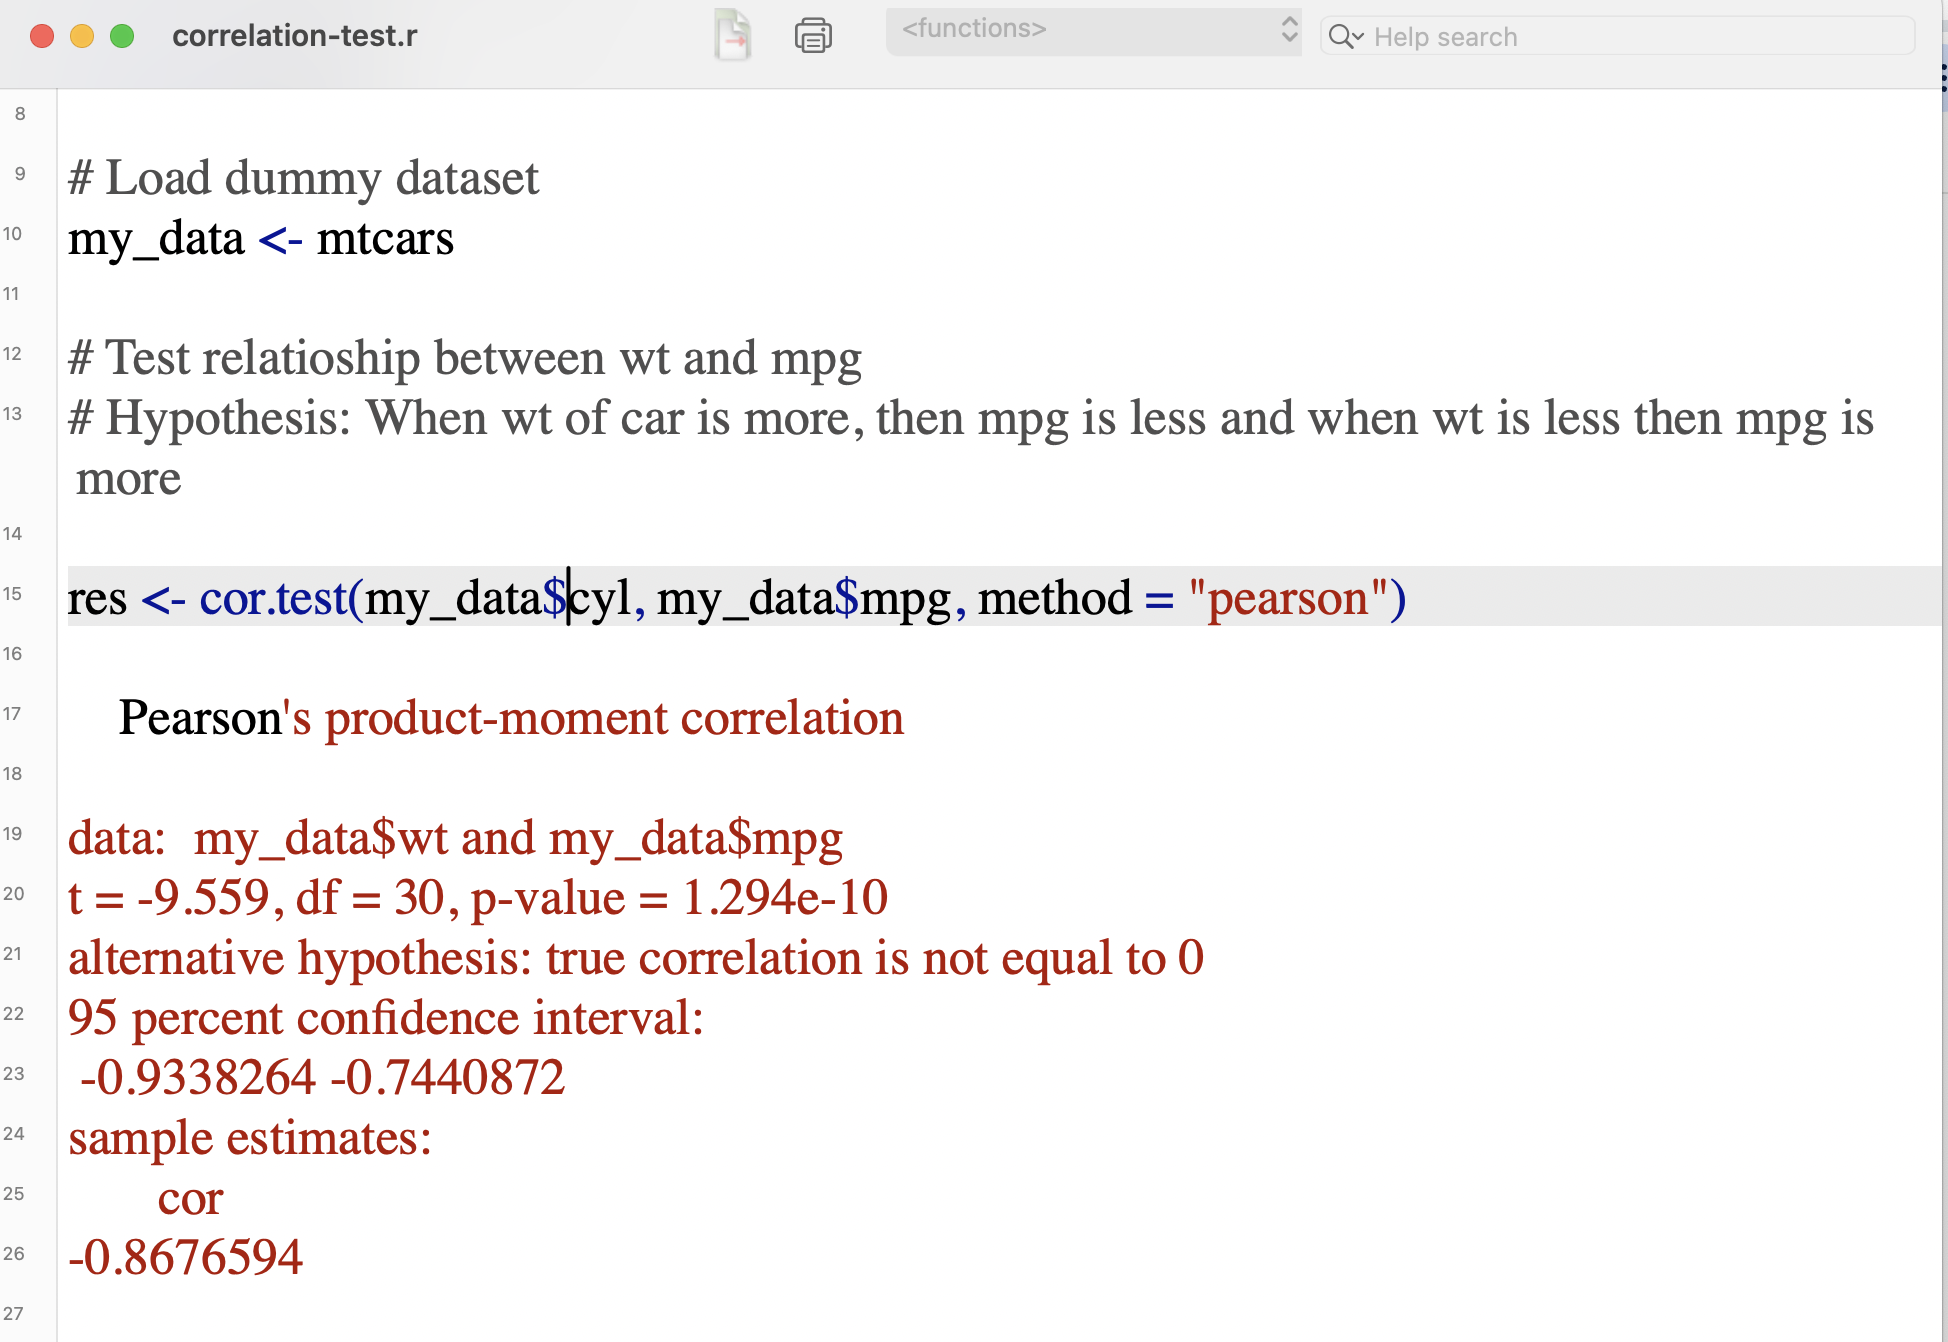 correlation-test.r
<functions>
Help search
8
9 # Load dummy dataset
10 my_data <- mtcars
11
12 # Test relatioship between wt and mpg
13 # Hypothesis: When wt of car is more, then mpg is less and when wt is less then mpg is
more
14
15 res <- cor.test(my_data$cyl, my_data$mpg, method = "pearson")
16
17 Pearson's product-moment correlation
18
19 data:  my_data$wt and my_data$mpg
20 t = -9.559, df = 30, p-value = 1.294e-10
21 alternative hypothesis: true correlation is not equal to 0
22 95 percent confidence interval:
23 -0.9338264 -0.7440872
24 sample estimates:
25 cor
26 -0.8676594
27